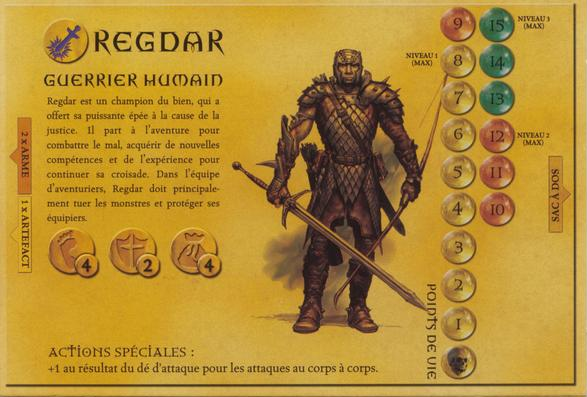 REGDAR
GUERRIER HUMAIN
Regdar est un champion du bien, qui a
offert sa puissante épée à la cause de la
justice. Il part à l'aventure pour
combattre le mal, acquérir de nouvelles
compétences et de l'expérience pour
continuer sa croisade. Dans l'équipe
d'aventuriers, Regdar doit principale-
ment tuer les monstres et protéger ses
équipiers.
4
2
4
ACTIONS SPÉCIALES :
+1 au résultat du dé d'attaque pour les attaques au corps à corps.
2 x ARME
1 x ARTEFACT
9 15 NIVEAU 3
(MAX)
NIVEAU 1
(MAX)
8 14
7 13
6 12 NIVEAU 2
(MAX)
5 11
4 10
3
2
1
POINTS DE VIE
SAC À DOS